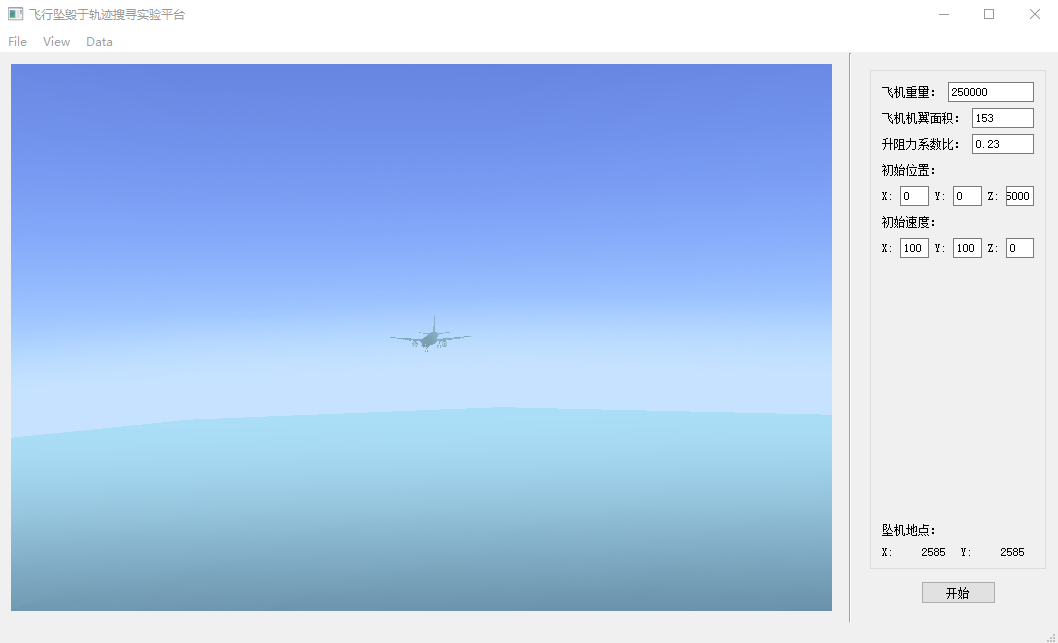 飞行坠毁于轨迹搜寻实验平台
File View Data
飞机重量： 250000
飞机机翼面积： 153
升阻力系数比： 0.23
初始位置：
X: 0 Y: 0 Z: 5000
初始速度：
X: 100 Y: 100 Z: 0
坠机地点：
X: 2585 Y: 2585
开始